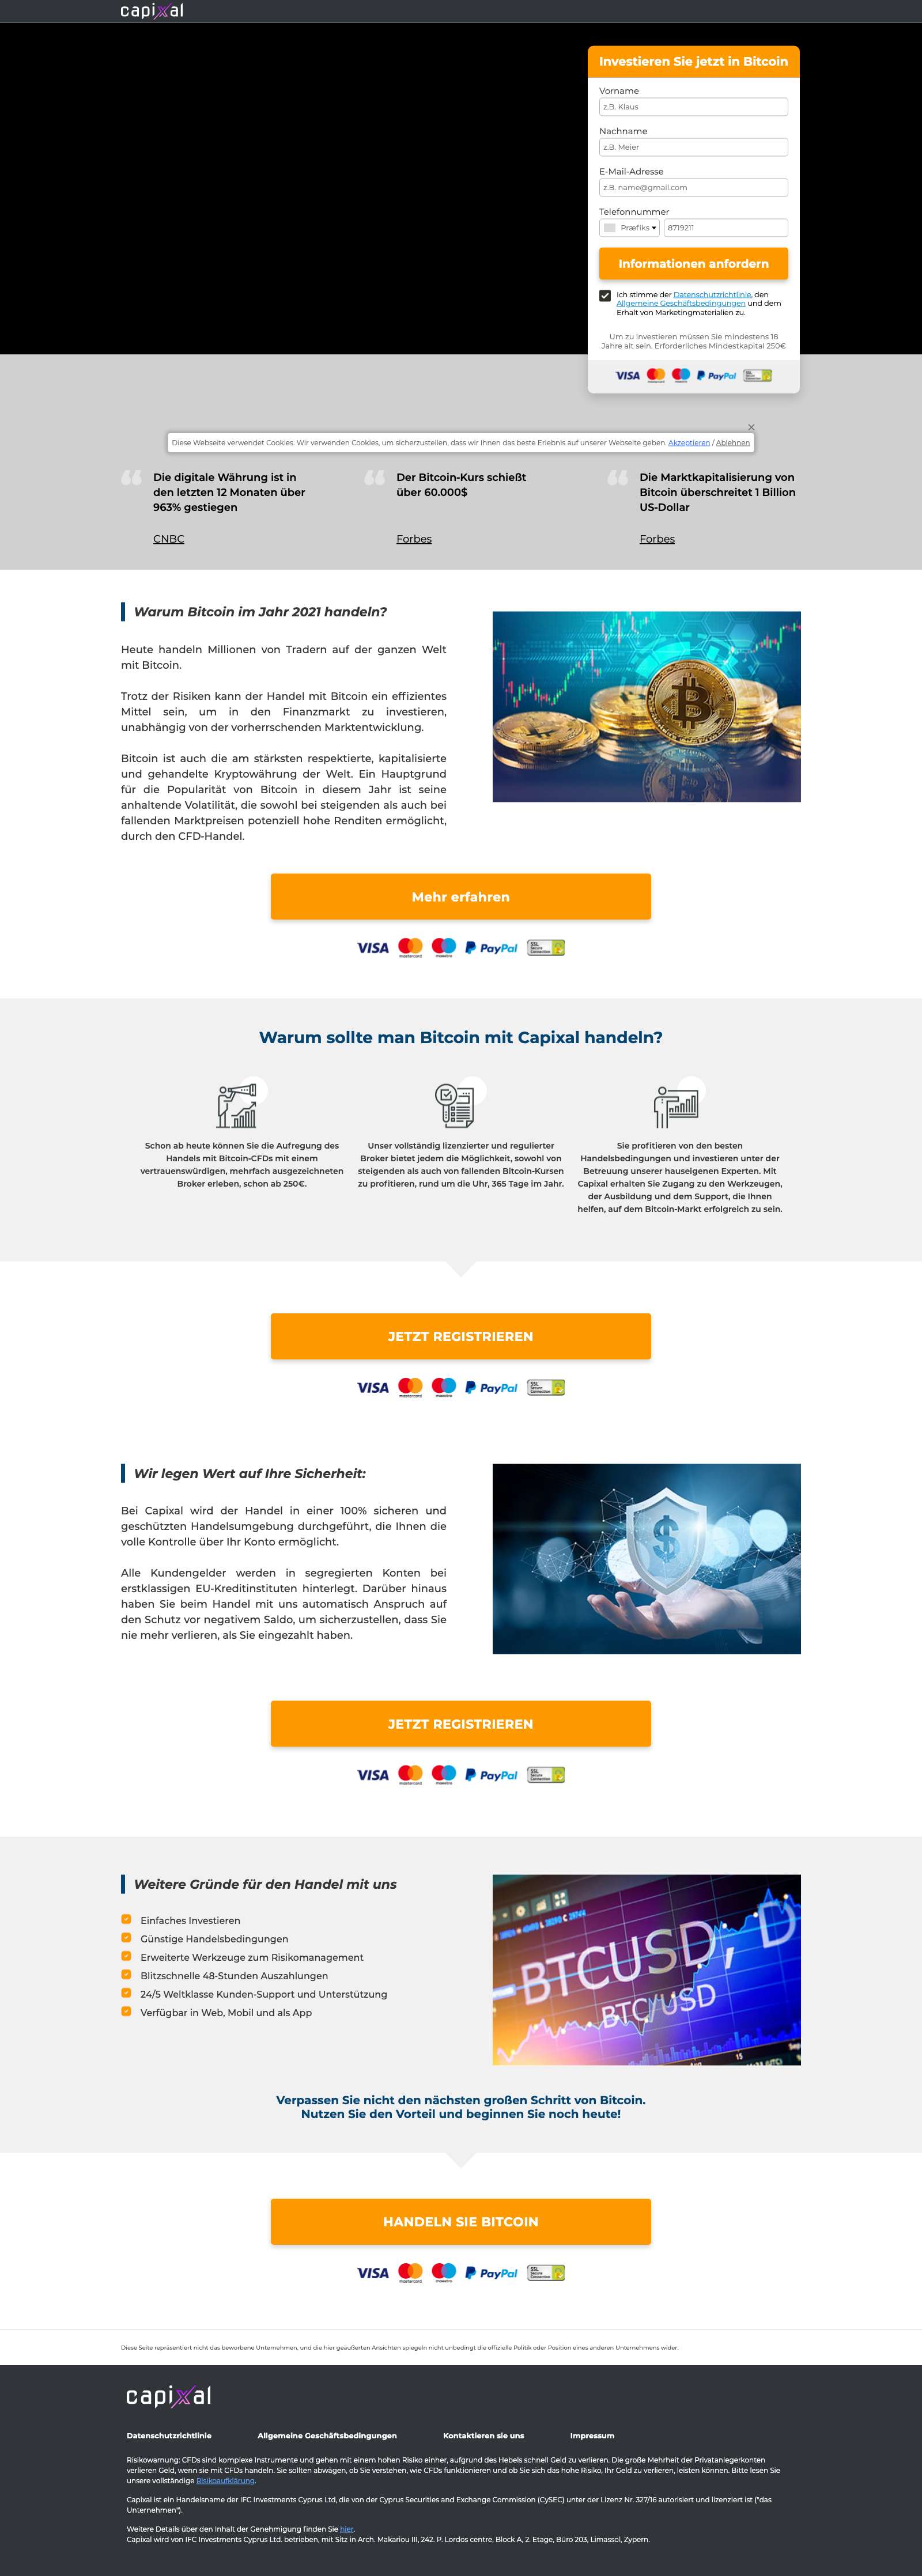 capixal
Investieren Sie jetzt in Bitcoin
Vorname
z.B. Klaus
Nachname
z.B. Meier
E-Mail-Adresse
z.B. name@gmail.com
Telefonnummer
Præfiks 8719211
Informationen anfordern
Ich stimme der Datenschutzrichtlinie, den
Allgemeine Geschäftsbedingungen und dem
Erhalt von Marketingmaterialien zu.
Um zu investieren müssen Sie mindestens 18
Jahre alt sein. Erforderliches Mindestkapital 250€
VISA mastercard maestro PayPal SSL Secure Connection
Diese Webseite verwendet Cookies. Wir verwenden Cookies, um sicherzustellen, dass wir Ihnen das beste Erlebnis auf unserer Webseite geben. Akzeptieren / Ablehnen
Die digitale Währung ist in
den letzten 12 Monaten über
963% gestiegen
CNBC
Der Bitcoin-Kurs schießt
über 60.000$
Forbes
Die Marktkapitalisierung von
Bitcoin überschreitet 1 Billion
US-Dollar
Forbes
Warum Bitcoin im Jahr 2021 handeln?
Heute handeln Millionen von Tradern auf der ganzen Welt
mit Bitcoin.
Trotz der Risiken kann der Handel mit Bitcoin ein effizientes
Mittel sein, um in den Finanzmarkt zu investieren,
unabhängig von der vorherrschenden Marktentwicklung.
Bitcoin ist auch die am stärksten respektierte, kapitalisierte
und gehandelte Kryptowährung der Welt. Ein Hauptgrund
für die Popularität von Bitcoin in diesem Jahr ist seine
anhaltende Volatilität, die sowohl bei steigenden als auch bei
fallenden Marktpreisen potenziell hohe Renditen ermöglicht,
durch den CFD-Handel.
Mehr erfahren
VISA mastercard maestro PayPal SSL Secure Connection
Warum sollte man Bitcoin mit Capixal handeln?
Schon ab heute können Sie die Aufregung des
Handels mit Bitcoin-CFDs mit einem
vertrauenswürdigen, mehrfach ausgezeichneten
Broker erleben, schon ab 250€.
Unser vollständig lizenzierter und regulierter
Broker bietet jedem die Möglichkeit, sowohl von
steigenden als auch von fallenden Bitcoin-Kursen
zu profitieren, rund um die Uhr, 365 Tage im Jahr.
Sie profitieren von den besten
Handelsbedingungen und investieren unter der
Betreuung unserer hauseigenen Experten. Mit
Capixal erhalten Sie Zugang zu den Werkzeugen,
der Ausbildung und dem Support, die Ihnen
helfen, auf dem Bitcoin-Markt erfolgreich zu sein.
JETZT REGISTRIEREN
VISA mastercard maestro PayPal SSL Secure Connection
Wir legen Wert auf Ihre Sicherheit:
Bei Capixal wird der Handel in einer 100% sicheren und
geschützten Handelsumgebung durchgeführt, die Ihnen die
volle Kontrolle über Ihr Konto ermöglicht.
Alle Kundengelder werden in segregierten Konten bei
erstklassigen EU-Kreditinstituten hinterlegt. Darüber hinaus
haben Sie beim Handel mit uns automatisch Anspruch auf
den Schutz vor negativem Saldo, um sicherzustellen, dass Sie
nie mehr verlieren, als Sie eingezahlt haben.
JETZT REGISTRIEREN
VISA mastercard maestro PayPal SSL Secure Connection
Weitere Gründe für den Handel mit uns
Einfaches Investieren
Günstige Handelsbedingungen
Erweiterte Werkzeuge zum Risikomanagement
Blitzschnelle 48-Stunden Auszahlungen
24/5 Weltklasse Kunden-Support und Unterstützung
Verfügbar in Web, Mobil und als App
BTCUSD, D
BTC/USD
Verpassen Sie nicht den nächsten großen Schritt von Bitcoin.
Nutzen Sie den Vorteil und beginnen Sie noch heute!
HANDELN SIE BITCOIN
VISA mastercard maestro PayPal SSL Secure Connection
Diese Seite repräsentiert nicht das beworbene Unternehmen, und die hier geäußerten Ansichten spiegeln nicht unbedingt die offizielle Politik oder Position eines anderen Unternehmens wider.
capixal
Datenschutzrichtlinie Allgemeine Geschäftsbedingungen Kontaktieren sie uns Impressum
Risikowarnung: CFDs sind komplexe Instrumente und gehen mit einem hohen Risiko einher, aufgrund des Hebels schnell Geld zu verlieren. Die große Mehrheit der Privatanlegerkonten
verlieren Geld, wenn sie mit CFDs handeln. Sie sollten abwägen, ob Sie verstehen, wie CFDs funktionieren und ob Sie sich das hohe Risiko, Ihr Geld zu verlieren, leisten können. Bitte lesen Sie
unsere vollständige Risikoaufklärung.
Capixal ist ein Handelsname der IFC Investments Cyprus Ltd, die von der Cyprus Securities and Exchange Commission (CySEC) unter der Lizenz Nr. 327/16 autorisiert und lizenziert ist ("das
Unternehmen").
Weitere Details über den Inhalt der Genehmigung finden Sie hier.
Capixal wird von IFC Investments Cyprus Ltd. betrieben, mit Sitz in Arch. Makariou III, 242. P. Lordos centre, Block A, 2. Etage, Büro 203, Limassol, Zypern.